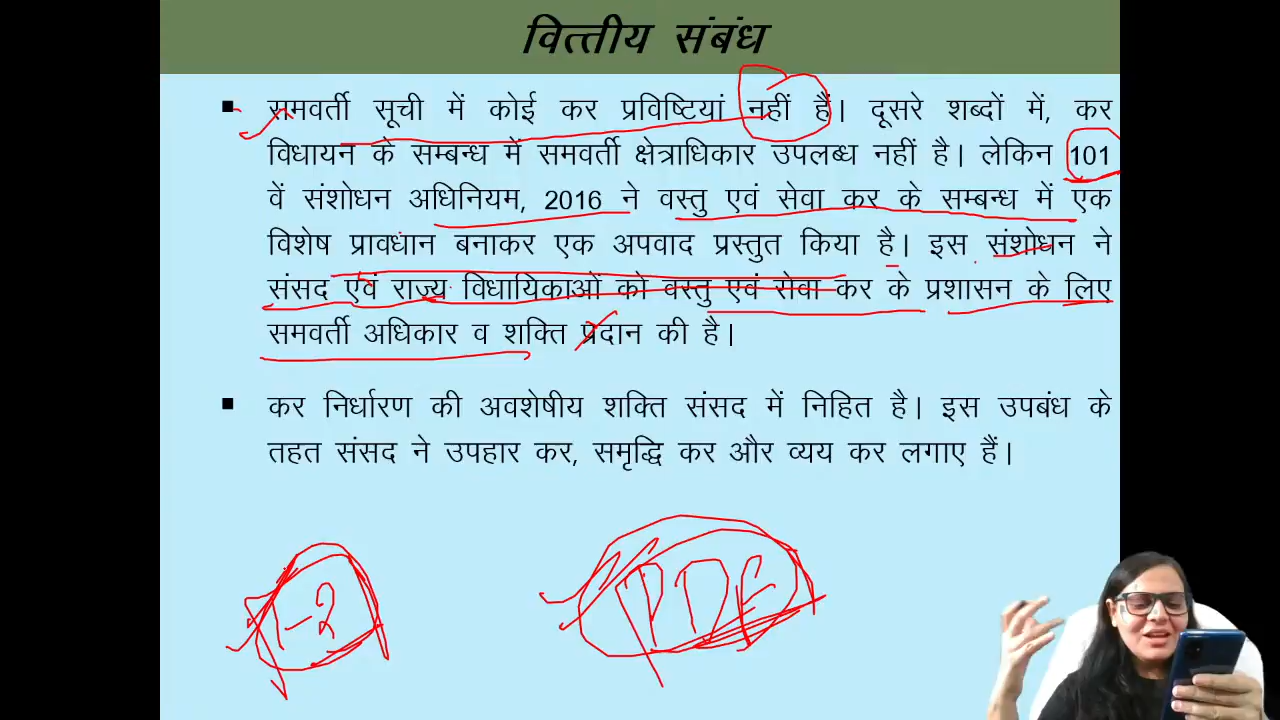 वित्तीय संबंध
▪ समवर्ती सूची में कोई कर प्रविष्टियां नहीं हैं। दूसरे शब्दों में, कर
विधायन के सम्बन्ध में समवर्ती क्षेत्राधिकार उपलब्ध नहीं है। लेकिन 101
वें संशोधन अधिनियम, 2016 ने वस्तु एवं सेवा कर के सम्बन्ध में एक
विशेष प्रावधान बनाकर एक अपवाद प्रस्तुत किया है। इस संशोधन ने
संसद एवं राज्य विधायिकाओं को वस्तु एवं सेवा कर के प्रशासन के लिए
समवर्ती अधिकार व शक्ति प्रदान की है।
▪ कर निर्धारण की अवशेषीय शक्ति संसद में निहित है। इस उपबंध के
तहत संसद ने उपहार कर, समृद्धि कर और व्यय कर लगाए हैं।
1-2 PDF